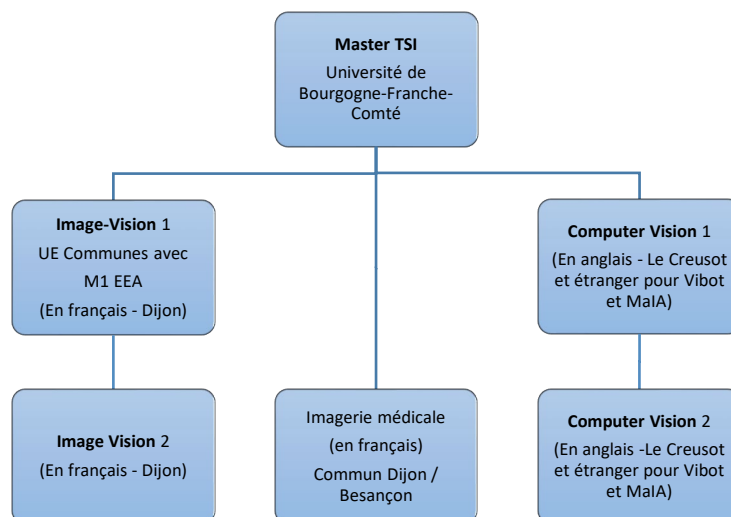 Master TSI
Université de
Bourgogne-Franche-
Comté
Image-Vision 1
UE Communes avec
M1 EEA
(En français - Dijon)
Computer Vision 1
(En anglais - Le Creusot
et étranger pour Vibot
et MaIA)
Image Vision 2
(En français - Dijon)
Imagerie médicale
(en français)
Commun Dijon /
Besançon
Computer Vision 2
(En anglais -Le Creusot
et étranger pour Vibot
et MaIA)